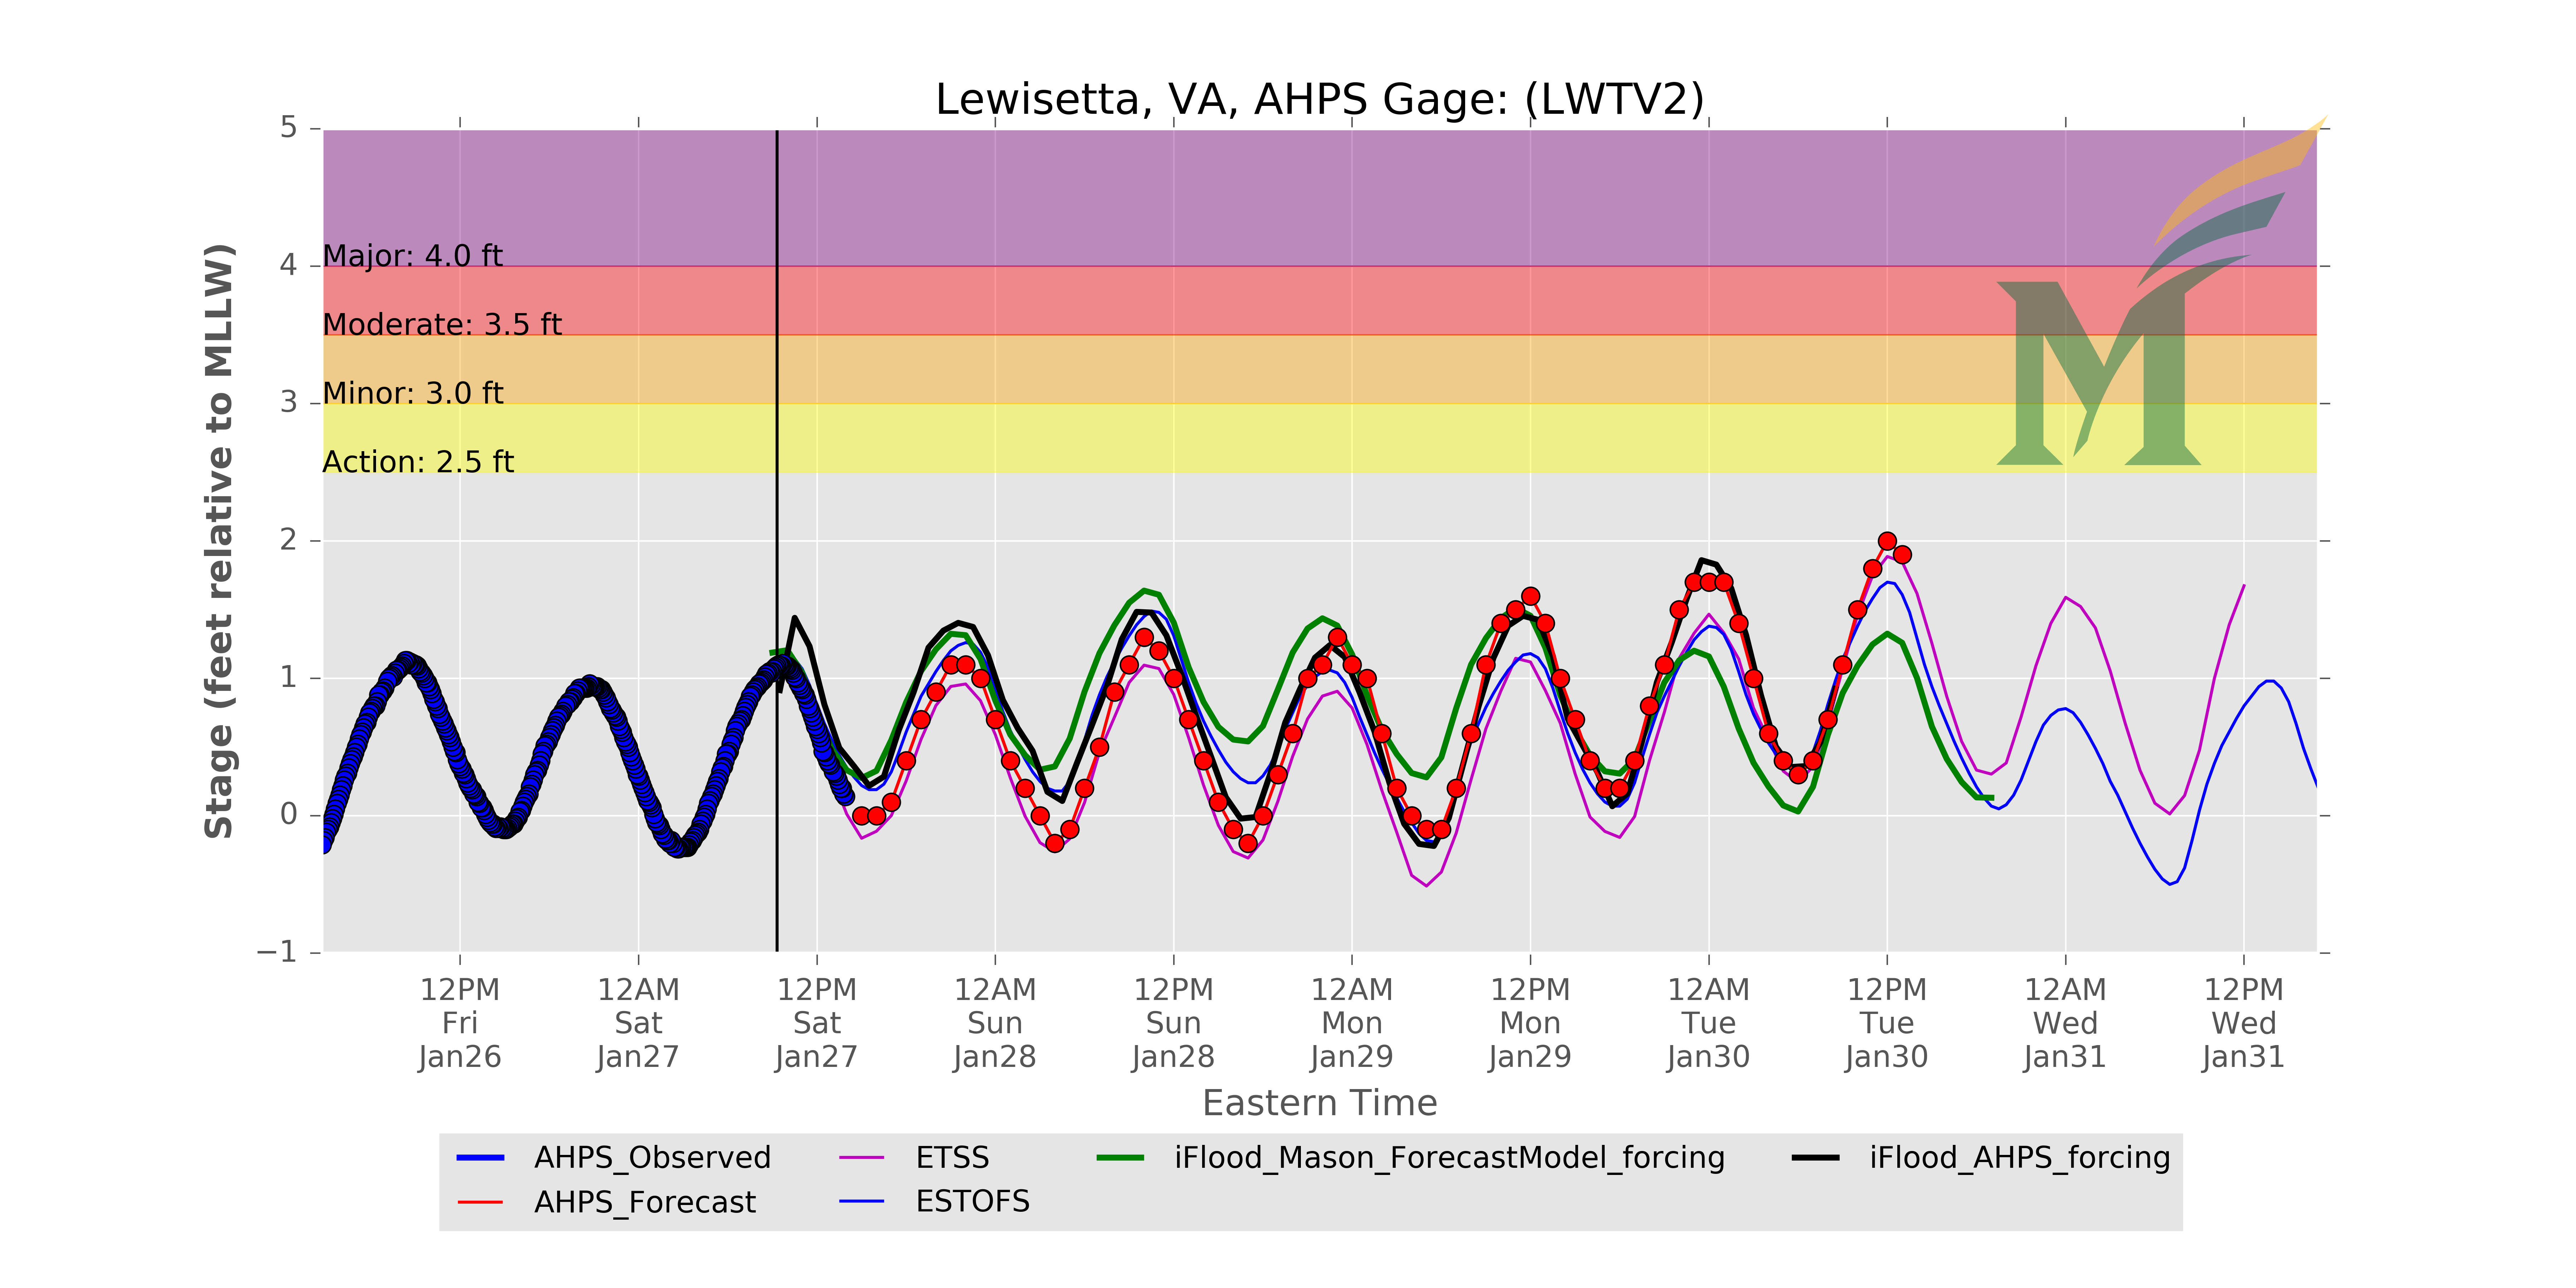 Lewisetta, VA, AHPS Gage: (LWTV2)
Stage (feet relative to MLLW)
5
4
3
2
1
0
−1
Major: 4.0 ft
Moderate: 3.5 ft
Minor: 3.0 ft
Action: 2.5 ft
12PM 12AM 12PM 12AM 12PM 12AM 12PM 12AM 12PM 12AM 12PM
Fri Sat Sat Sun Sun Mon Mon Tue Tue Wed Wed
Jan26 Jan27 Jan27 Jan28 Jan28 Jan29 Jan29 Jan30 Jan30 Jan31 Jan31
Eastern Time
AHPS_Observed ETSS iFlood_Mason_ForecastModel_forcing iFlood_AHPS_forcing
AHPS_Forecast ESTOFS